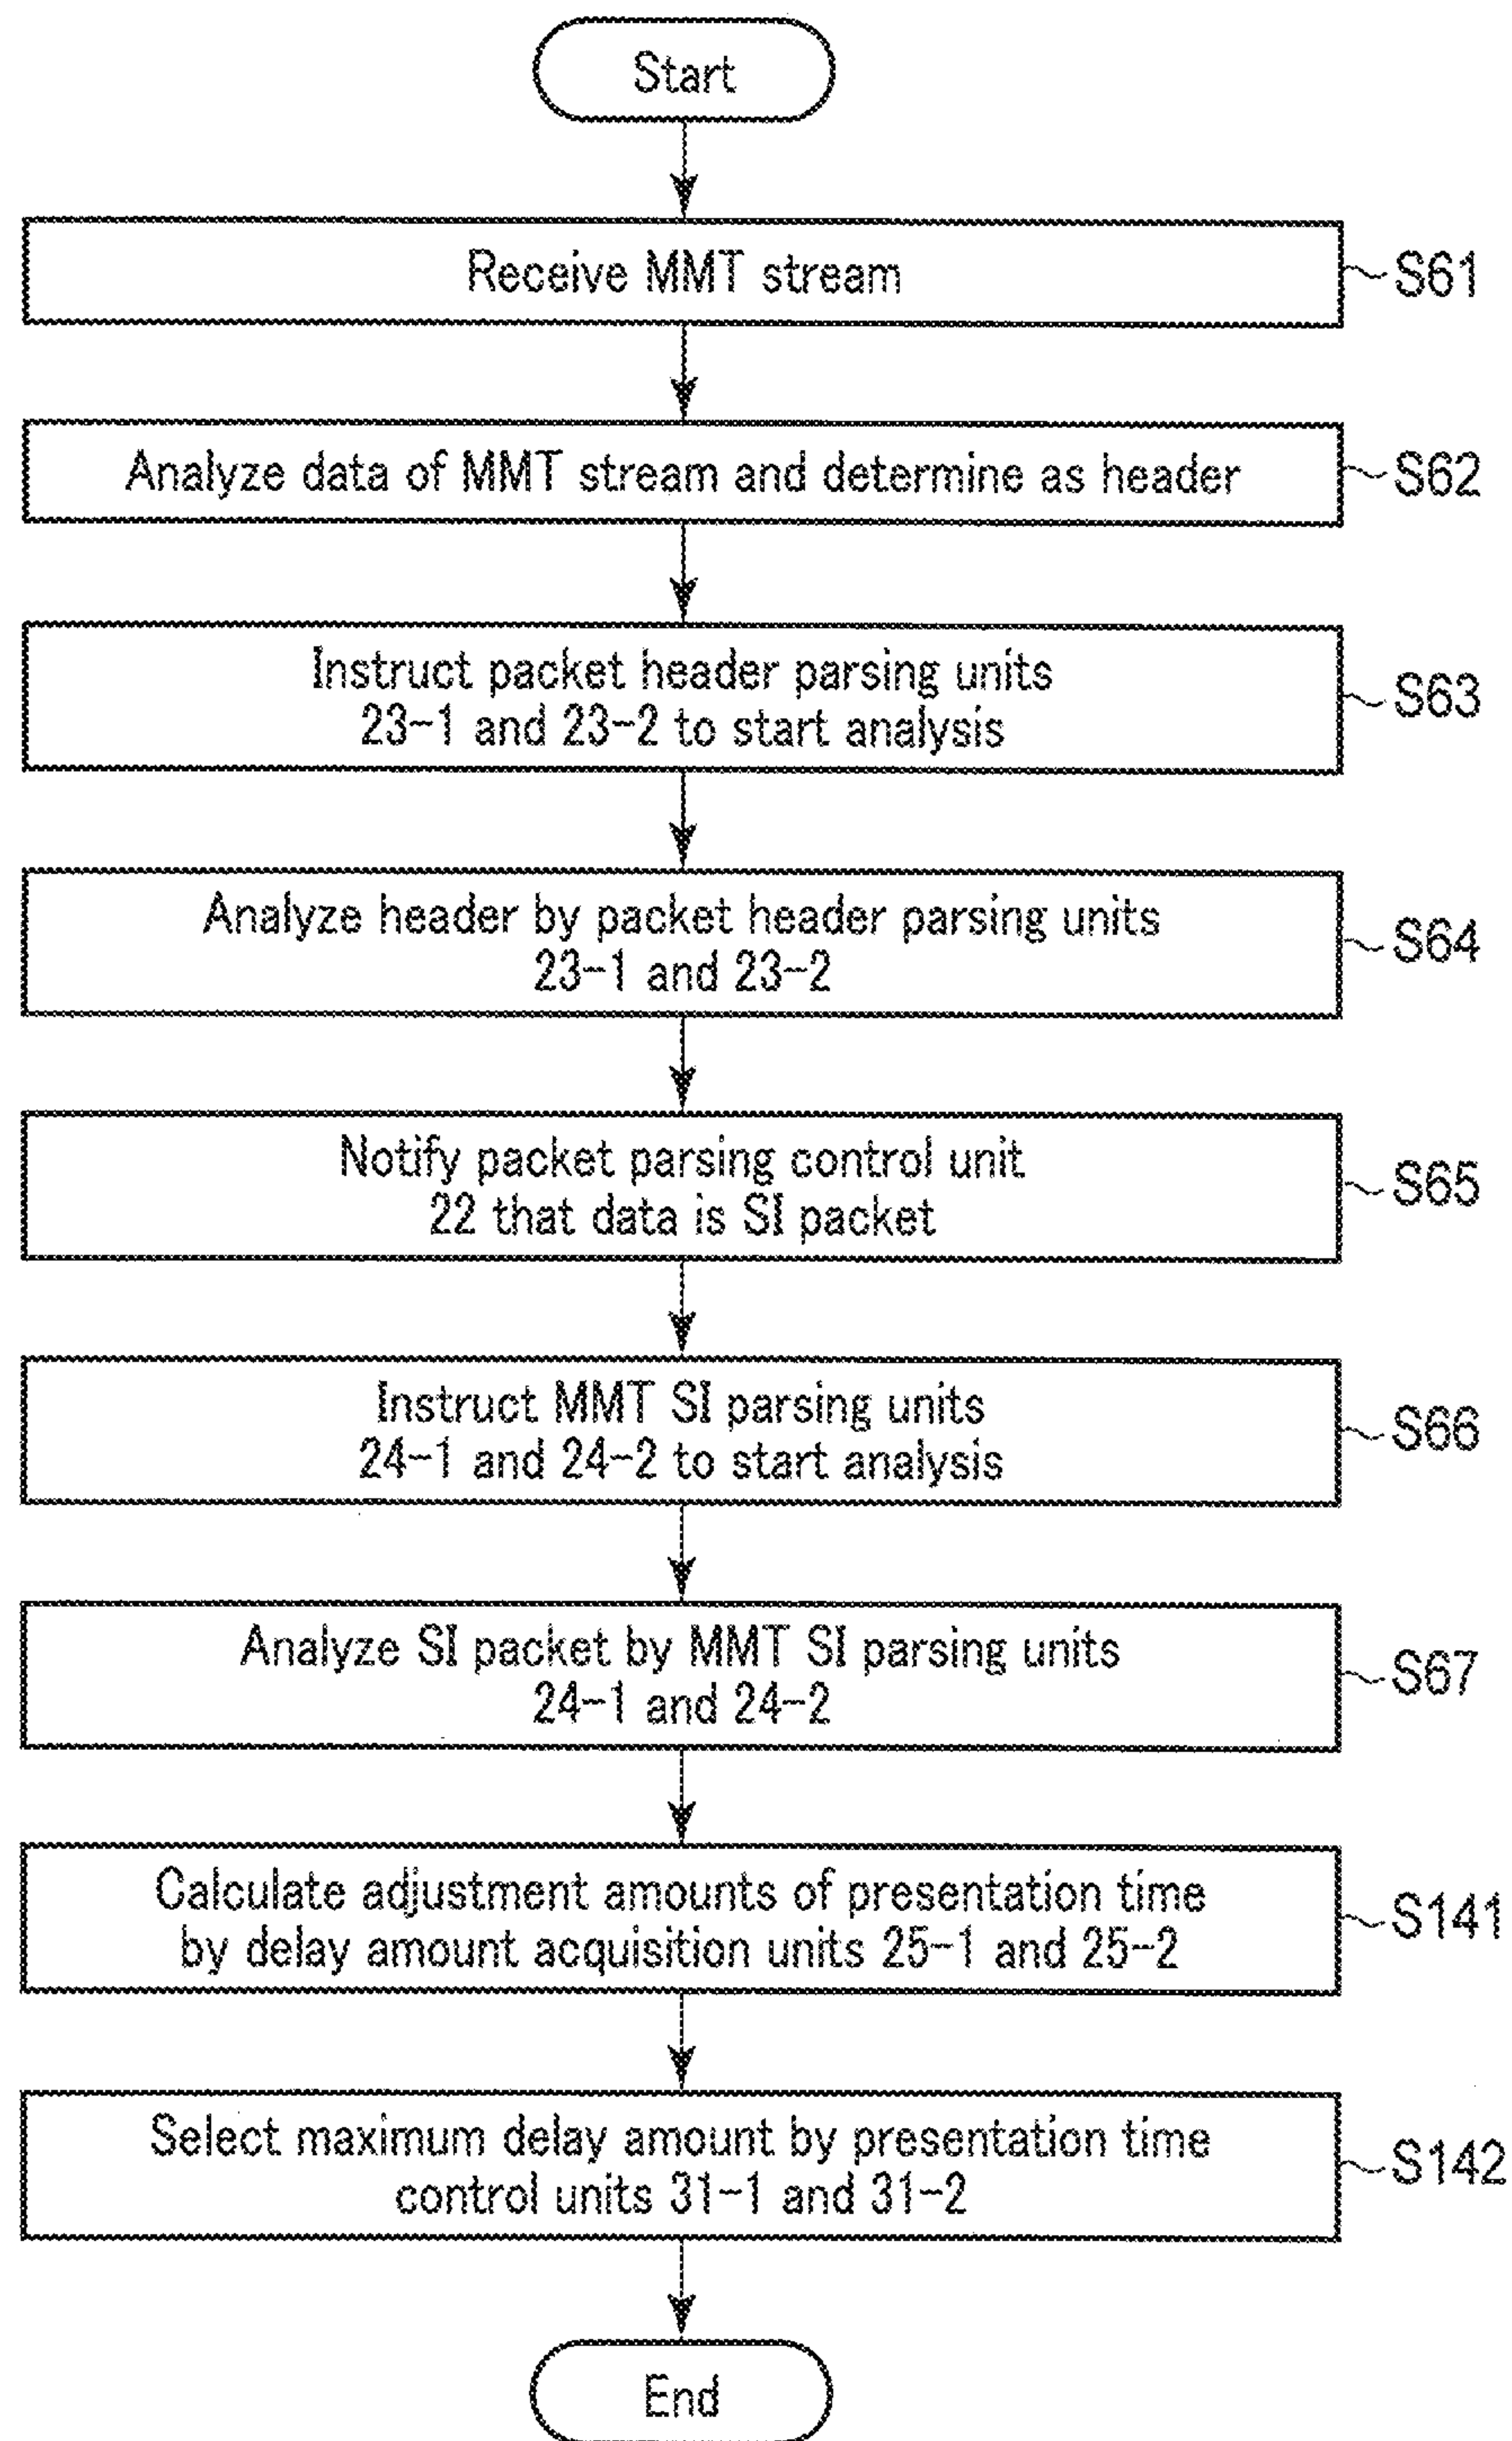 Start
Receive MMT stream
S61
Analyze data of MMT stream and determine as header
S62
Instruct packet header parsing units
23-1 and 23-2 to start analysis
S63
Analyze header by packet header parsing units
23-1 and 23-2
S64
Notify packet parsing control unit
22 that data is SI packet
S65
Instruct MMT SI parsing units
24-1 and 24-2 to start analysis
S66
Analyze SI packet by MMT SI parsing units
24-1 and 24-2
S67
Calculate adjustment amounts of presentation time
by delay amount acquisition units 25-1 and 25-2
S141
Select maximum delay amount by presentation time
control units 31-1 and 31-2
S142
End